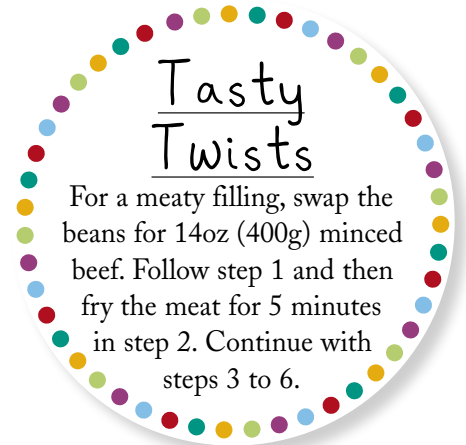 Tasty
Twists
For a meaty filling, swap the
beans for 14oz (400g) minced
beef. Follow step 1 and then
fry the meat for 5 minutes
in step 2. Continue with
steps 3 to 6.